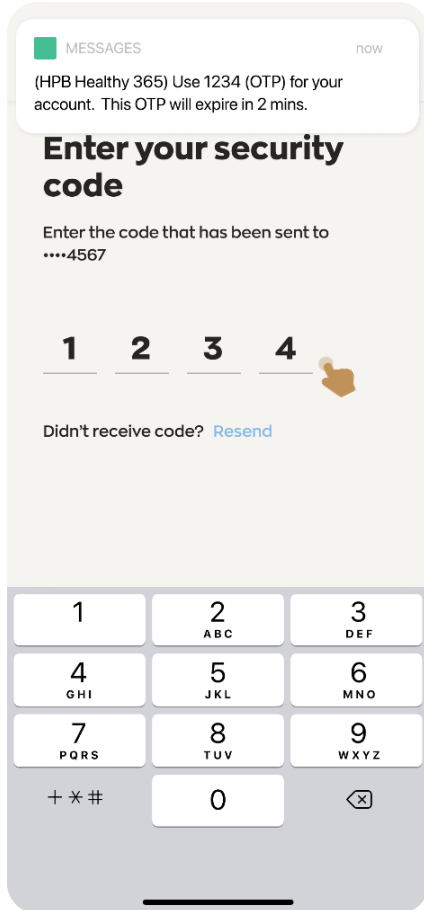 MESSAGES now
(HPB Healthy 365) Use 1234 (OTP) for your
account. This OTP will expire in 2 mins.
Enter your security
code
Enter the code that has been sent to
••••4567
1 2 3 4
Didn't receive code? Resend
1 2 3
ABC DEF
4 5 6
GHI JKL MNO
7 8 9
PQRS TUV WXYZ
+*# 0